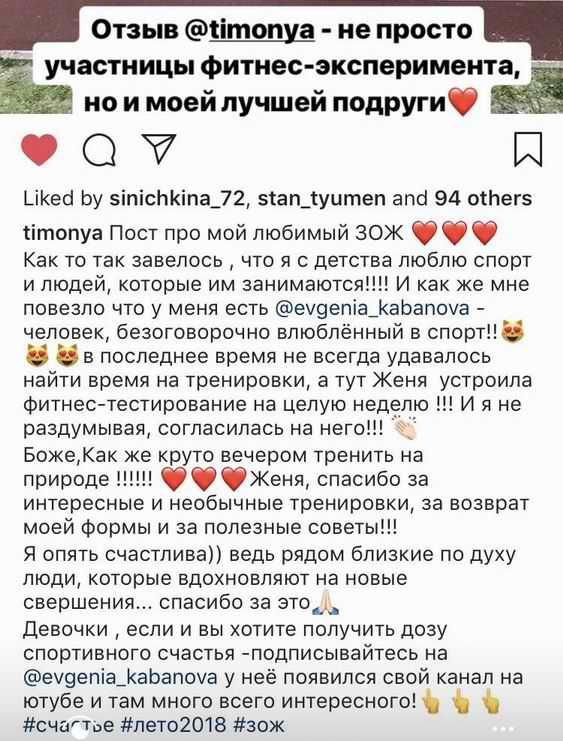 Отзыв @timonya - не просто
участницы фитнес-эксперимента,
но и моей лучшей подруги❤️
Liked by sinichkina_72, stan_tyumen and 94 others
timonya Пост про мой любимый ЗОЖ ❤️❤️❤️
Как то так завелось , что я с детства люблю спорт
и людей, которые им занимаются!!!! И как же мне
повезло что у меня есть @evgenia_kabanova -
человек, безоговорочно влюблённый в спорт!!😻
😻😻в последнее время не всегда удавалось
найти время на тренировки, а тут Женя устроила
фитнес-тестирование на целую неделю !!! И я не
раздумывая, согласилась на него!!! 👏🏻
Боже,Как же круто вечером тренить на
природе !!!!!! ❤️❤️❤️Женя, спасибо за
интересные и необычные тренировки, за возврат
моей формы и за полезные советы!!!
Я опять счастлива)) ведь рядом близкие по духу
люди, которые вдохновляют на новые
свершения... спасибо за это🙏🏻
Девочки , если и вы хотите получить дозу
спортивного счастья -подписывайтесь на
@evgenia_kabanova у неё появился свой канал на
ютубе и там много всего интересного!👆👆👆
#счастье #лето2018 #зож